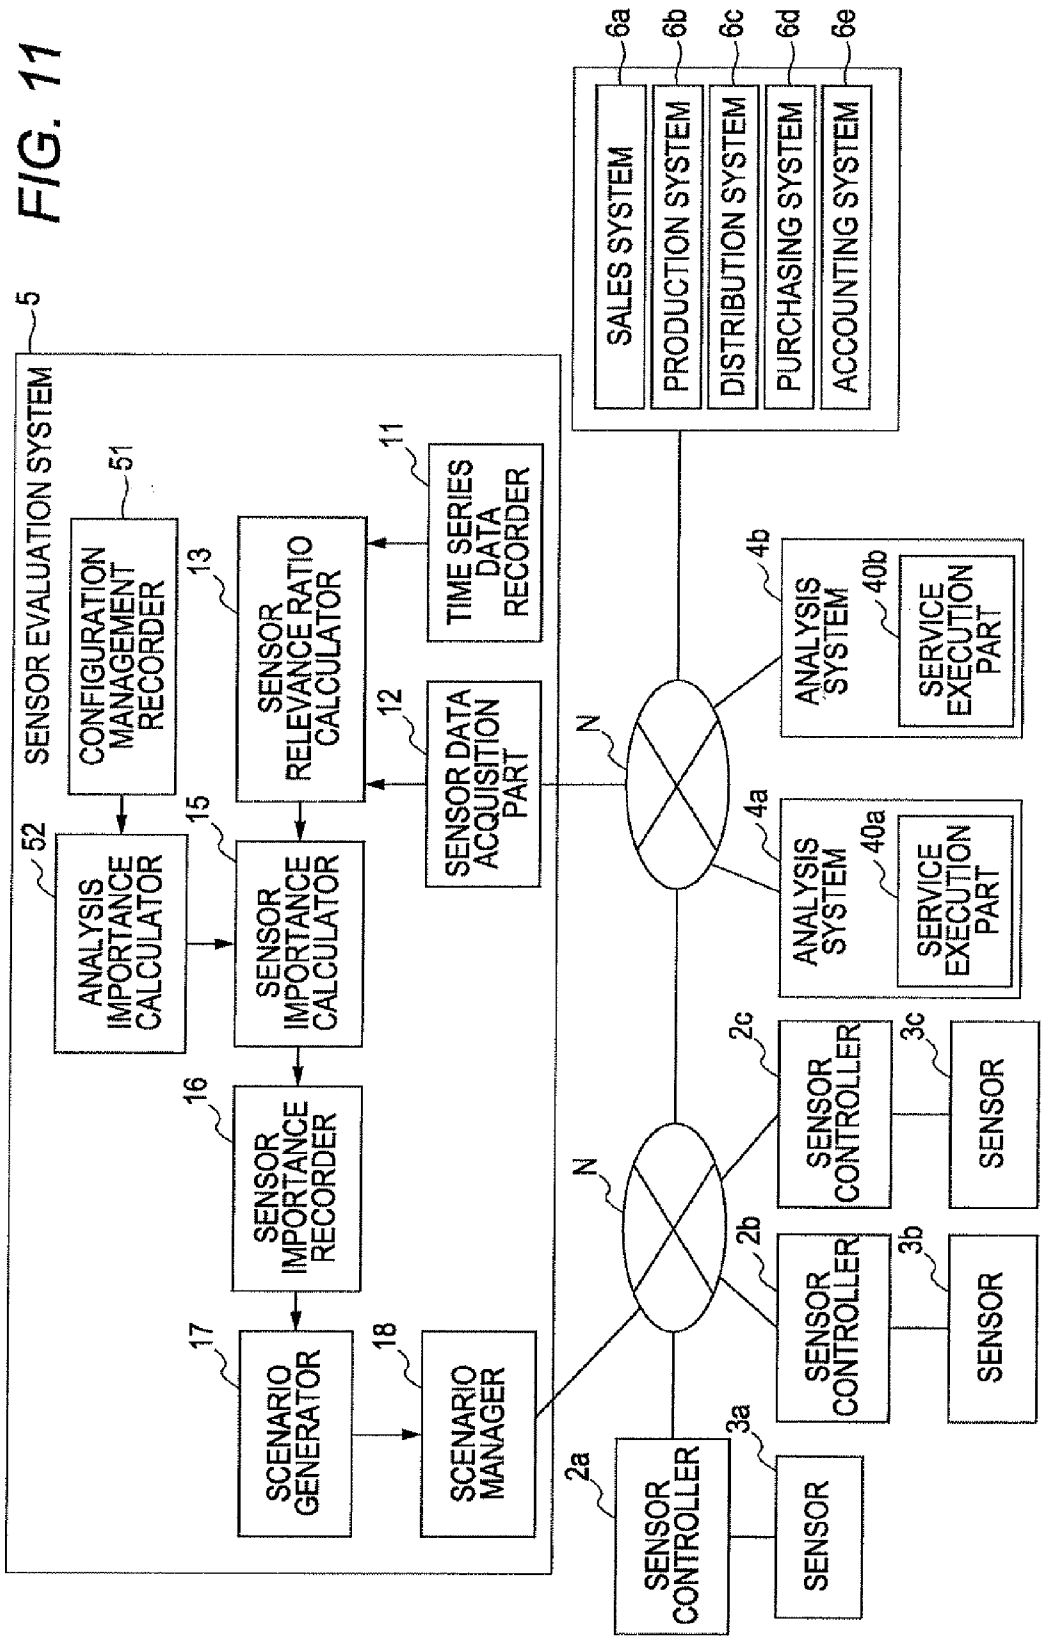 FIG. 11
5
SENSOR EVALUATION SYSTEM
51
CONFIGURATION
MANAGEMENT
RECORDER
52
ANALYSIS
IMPORTANCE
CALCULATOR
17
SCENARIO
GENERATOR
16
SENSOR
IMPORTANCE
RECORDER
15
SENSOR
IMPORTANCE
CALCULATOR
13
SENSOR
RELEVANCE RATIO
CALCULATOR
18
SCENARIO
MANAGER
12
SENSOR DATA
ACQUISITION
PART
11
TIME SERIES
DATA
RECORDER
N
N
2a
SENSOR
CONTROLLER
3a
SENSOR
2b
SENSOR
CONTROLLER
3b
SENSOR
2c
SENSOR
CONTROLLER
3c
SENSOR
4a
ANALYSIS
SYSTEM
40a
SERVICE
EXECUTION
PART
4b
ANALYSIS
SYSTEM
40b
SERVICE
EXECUTION
PART
SALES SYSTEM
6a
PRODUCTION SYSTEM
6b
DISTRIBUTION SYSTEM
6c
PURCHASING SYSTEM
6d
ACCOUNTING SYSTEM
6e